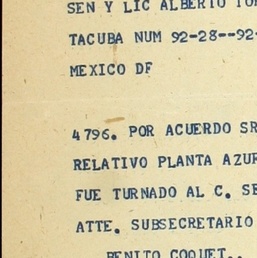 SEN Y LIC ALBERTO
TACUBA NUM 92-28--92-
MEXICO DF
4796. POR ACUERDO SR
RELATIVO PLANTA AZU
FUE TURNADO AL C. SE
ATTE. SUBSECRETARIO
BENITO COQUET..